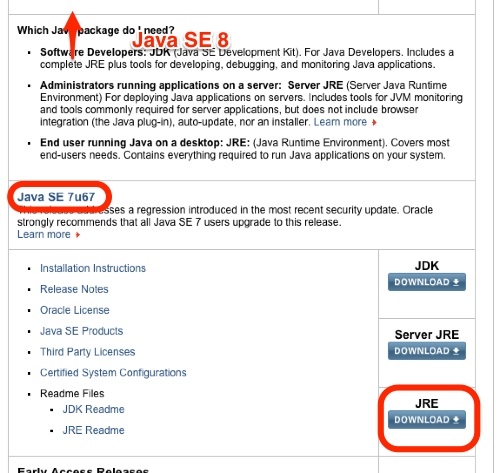 Which Java package do I need?
Java SE 8
Software Developers: JDK (Java SE Development Kit). For Java Developers. Includes a
complete JRE plus tools for developing, debugging, and monitoring Java applications.
Administrators running applications on a server: Server JRE (Server Java Runtime
Environment) For deploying Java applications on servers. Includes tools for JVM monitoring
and tools commonly required for server applications, but does not include browser
integration (the Java plug-in), auto-update, nor an installer. Learn more
End user running Java on a desktop: JRE: (Java Runtime Environment). Covers most
end-users needs. Contains everything required to run Java applications on your system.
Java SE 7u67
This release addresses a regression introduced in the most recent security update. Oracle
strongly recommends that all Java SE 7 users upgrade to this release.
Learn more
Installation Instructions
Release Notes
Oracle License
Java SE Products
Third Party Licenses
Certified System Configurations
Readme Files
JDK Readme
JRE Readme
JDK
DOWNLOAD
Server JRE
DOWNLOAD
JRE
DOWNLOAD
Early Access Releases